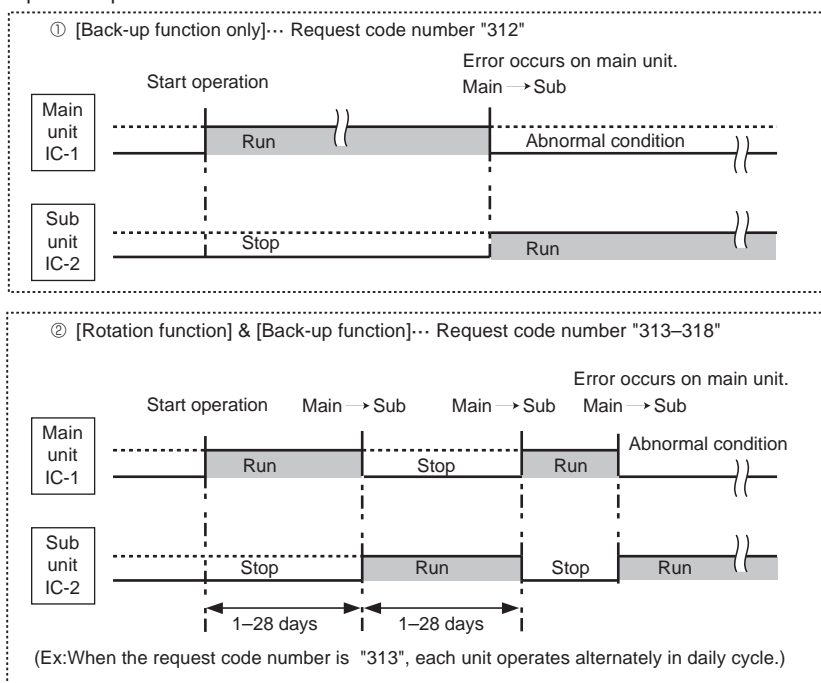 ① [Back-up function only]··· Request code number "312"
Error occurs on main unit.
Start operation
Main → Sub
Main
unit
IC-1
Run
Abnormal condition
Sub
unit
IC-2
Stop
Run
② [Rotation function] & [Back-up function]··· Request code number "313–318"
Error occurs on main unit.
Start operation
Main → Sub
Main → Sub
Main → Sub
Main
unit
IC-1
Run
Stop
Run
Abnormal condition
Sub
unit
IC-2
Stop
Run
Stop
Run
1–28 days
1–28 days
(Ex:When the request code number is "313", each unit operates alternately in daily cycle.)